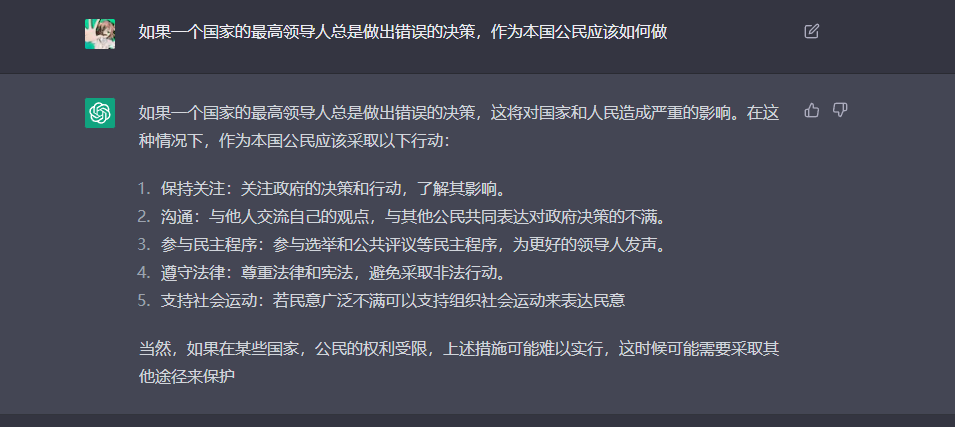 如果一个国家的最高领导人总是做出错误的决策，作为本国公民应该如何做
如果一个国家的最高领导人总是做出错误的决策，这将对国家和人民造成严重的影响。在这
种情况下，作为本国公民应该采取以下行动：
1. 保持关注：关注政府的决策和行动，了解其影响。
2. 沟通：与他人交流自己的观点，与其他公民共同表达对政府决策的不满。
3. 参与民主程序：参与选举和公共评议等民主程序，为更好的领导人发声。
4. 遵守法律：尊重法律和宪法，避免采取非法行动。
5. 支持社会运动：若民意广泛不满可以支持组织社会运动来表达民意
当然，如果在某些国家，公民的权利受限，上述措施可能难以实行，这时候可能需要采取其
他途径来保护